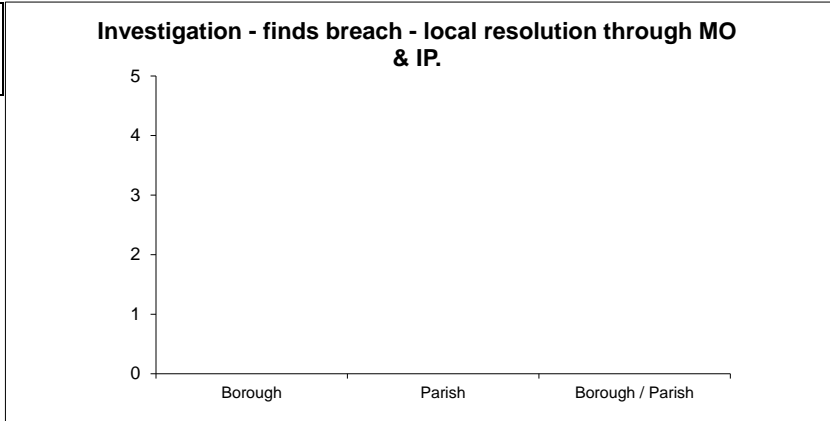 Investigation - finds breach - local resolution through MO
& IP.
5
4
3
2
1
0
Borough Parish Borough / Parish